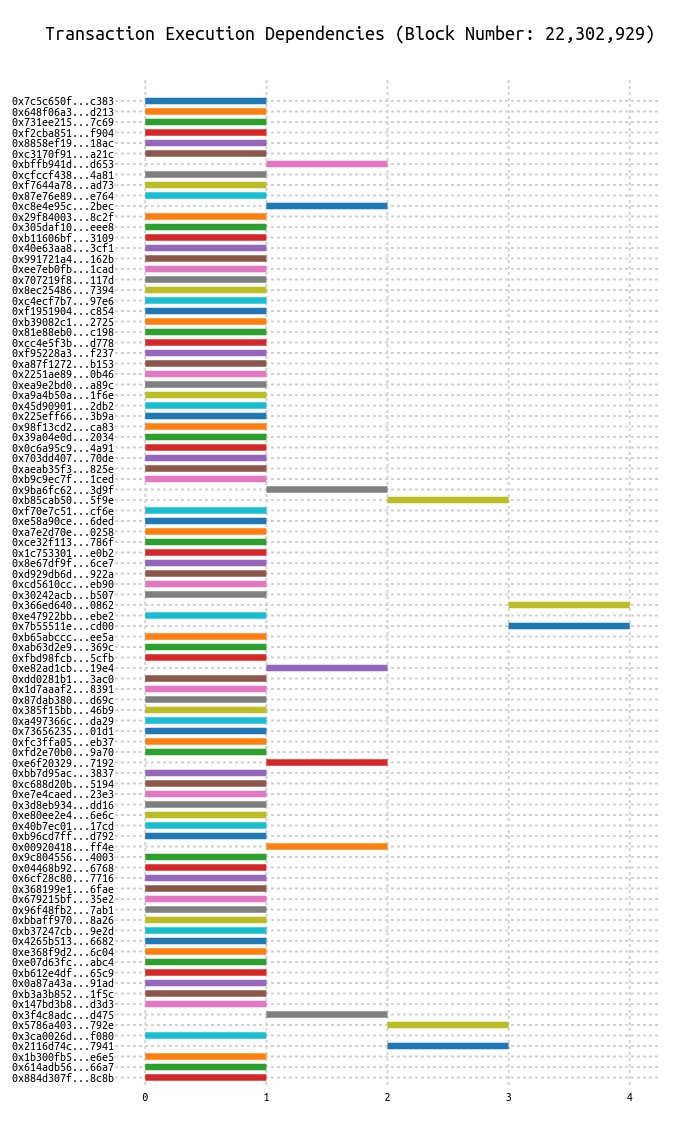 Transaction Execution Dependencies (Block Number: 22,302,929)
0x7c5c650f...c383
0x648f06a3...d213
0x731ee215...7c69
0xf2cba851...f904
0x8858ef19...18ac
0xc3170f91...a21c
0xbffb941d...d653
0xcfccf438...4a81
0xf7644a78...ad73
0x87e76e89...e764
0xc8e4e95c...2bec
0x29f84003...8c2f
0x305daf10...eee8
0xb11606bf...3109
0x40e63aa8...3cf1
0x991721a4...162b
0xee7eb0fb...1cad
0x707219f8...117d
0x8ec25486...7394
0xc4ecf7b7...97e6
0xf1951904...c854
0xb39082c1...2725
0x81e88eb0...c198
0xcc4e5f3b...d778
0xf95228a3...f237
0xa87f1272...b153
0x2251ae89...0b46
0xea9e2bd0...a89c
0xa9a4b50a...1f6e
0x45d90901...2db2
0x225eff66...3b9a
0x98f13cd2...ca83
0x39a04e0d...2034
0x0c6a95c9...4a91
0x703dd407...70de
0xaeab35f3...825e
0xb9c9ec7f...1ced
0x9ba6fc62...3d9f
0xb85cab50...5f9e
0xf70e7c51...cf6e
0xe58a90ce...6ded
0xa7e2d70e...0258
0xce32f113...786f
0x1c753301...e0b2
0x8e67df9f...6ce7
0xd929db6d...922a
0xcd5610cc...eb90
0x30242acb...b507
0x366ed640...0862
0xe47922bb...ebe2
0x7b55511e...cd00
0xb65abccc...ee5a
0xab63d2e9...369c
0xfbd98fcb...5cfb
0xe82ad1cb...19e4
0xdd0281b1...3ac0
0x1d7aaaf2...8391
0x87dab380...d69c
0x385f15bb...46b9
0xa497366c...da29
0x73656235...01d1
0xfc3ffa05...eb37
0xfd2e70b0...9a70
0xe6f20329...7192
0xbb7d95ac...3837
0xc688d20b...5194
0xe7e4caed...23e3
0x3d8eb934...dd16
0xe80ee2e4...6e6c
0x40b7ec01...17cd
0xb96cd7ff...d792
0x00920418...ff4e
0x9c804556...4003
0x04468b92...6768
0x6cf28c80...7716
0x368199e1...6fae
0x679215bf...35e2
0x96f48fb2...7ab1
0xbbaff970...8a26
0xb37247cb...9e2d
0x4265b513...6682
0xe368f9d2...6c04
0xe07d63fc...abc4
0xb612e4df...65c9
0x0a87a43a...91ad
0xb3a3b852...1f5c
0x147bd3b8...d3d3
0x3f4c8adc...d475
0x5786a403...792e
0x3ca0026d...f080
0x2116d74c...7941
0x1b300fb5...e6e5
0x614adb56...66a7
0x884d307f...8c8b
0 1 2 3 4